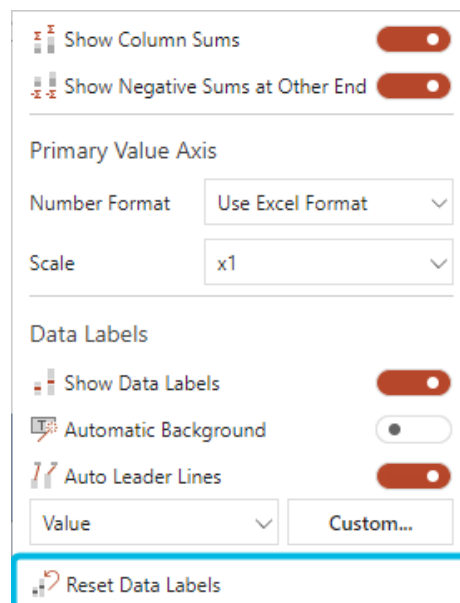 Show Column Sums
Show Negative Sums at Other End
Primary Value Axis
Number Format Use Excel Format
Scale x1
Data Labels
Show Data Labels
Automatic Background
Auto Leader Lines
Value Custom...
Reset Data Labels